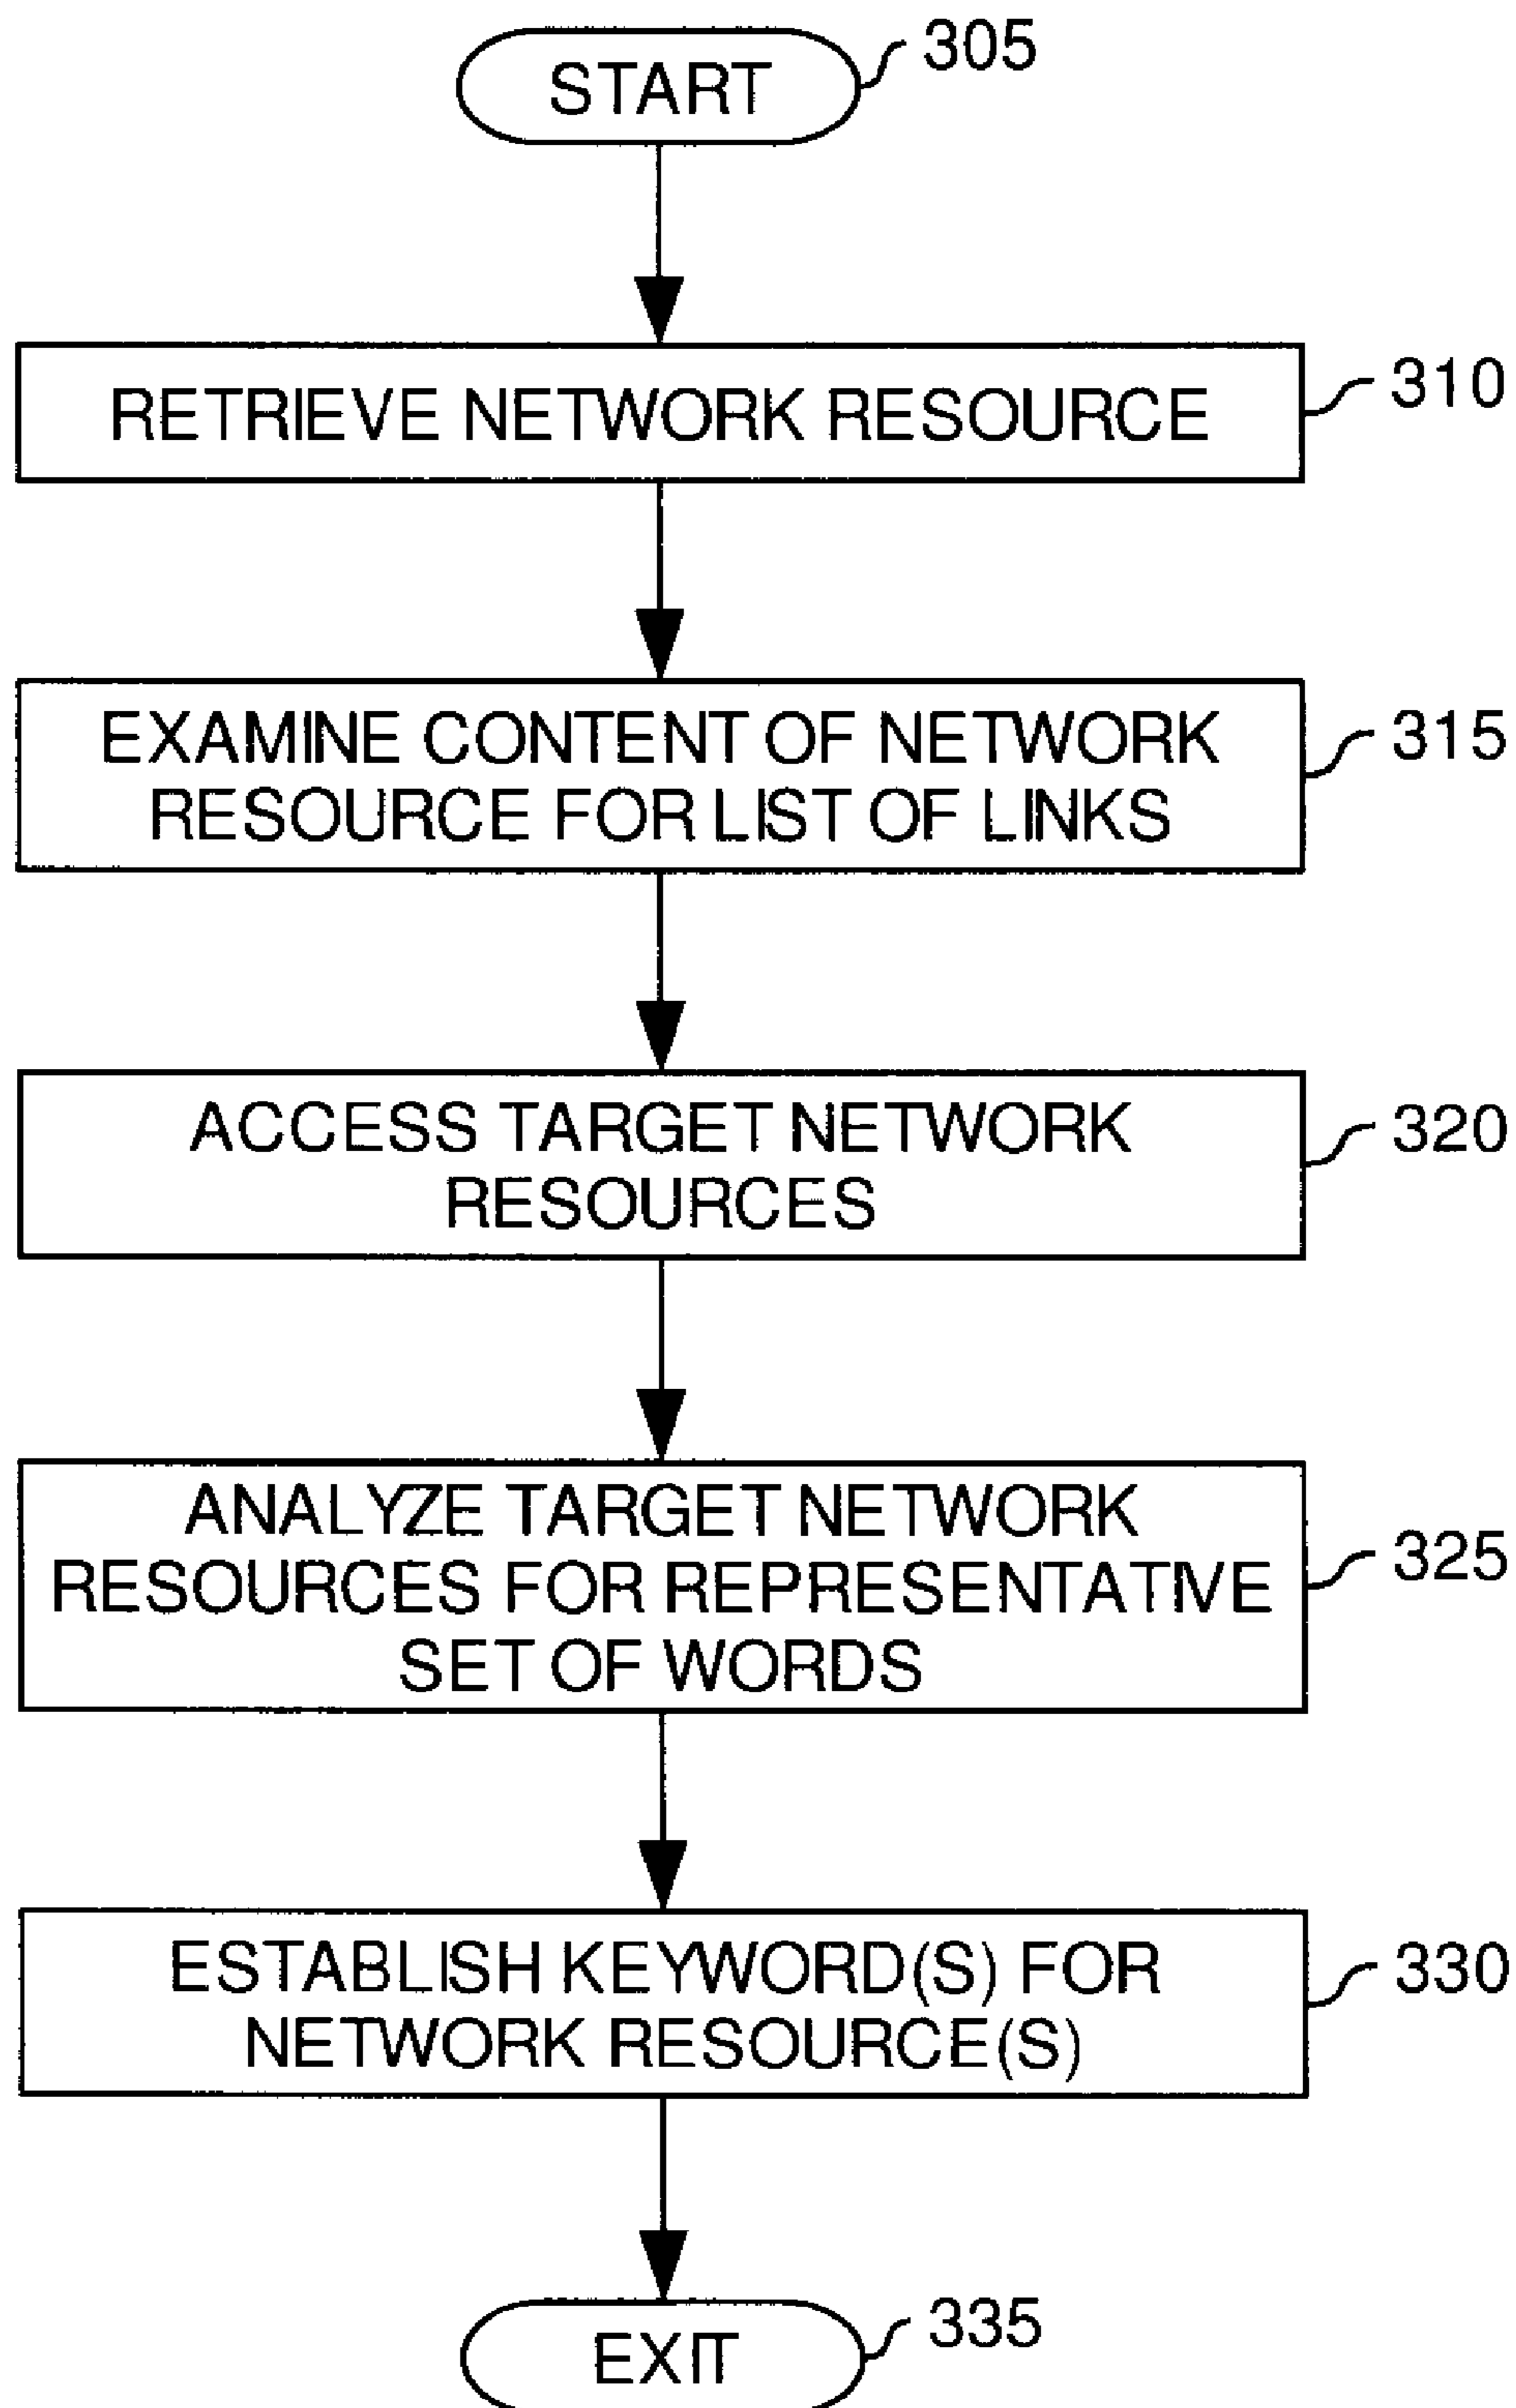 START
305
RETRIEVE NETWORK RESOURCE
310
EXAMINE CONTENT OF NETWORK
RESOURCE FOR LIST OF LINKS
315
ACCESS TARGET NETWORK
RESOURCES
320
ANALYZE TARGET NETWORK
RESOURCES FOR REPRESENTATIVE
SET OF WORDS
325
ESTABLISH KEYWORD(S) FOR
NETWORK RESOURCE(S)
330
EXIT
335